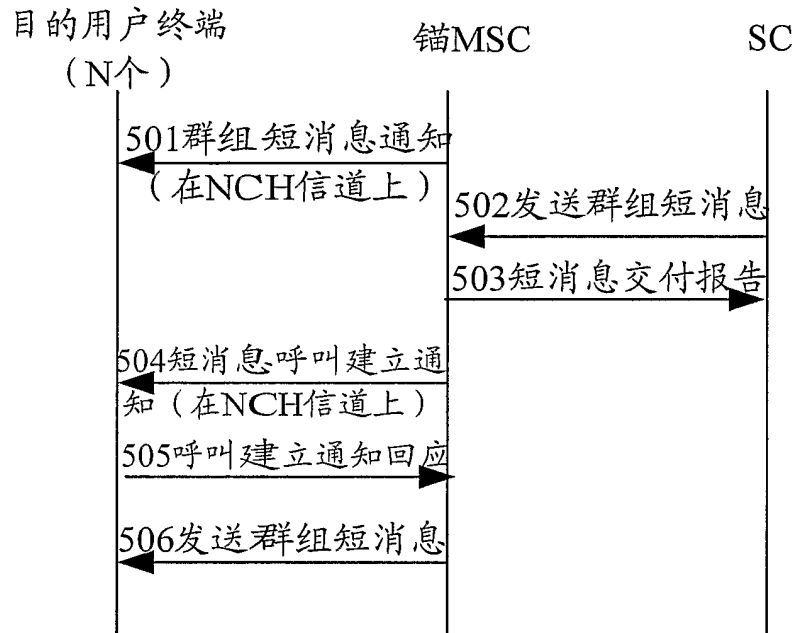 目的用户终端
（N个）
锚MSC
SC
501群组短消息通知
（在NCH信道上）
502发送群组短消息
503短消息交付报告
504短消息呼叫建立通
知（在NCH信道上）
505呼叫建立通知回应
506发送群组短消息